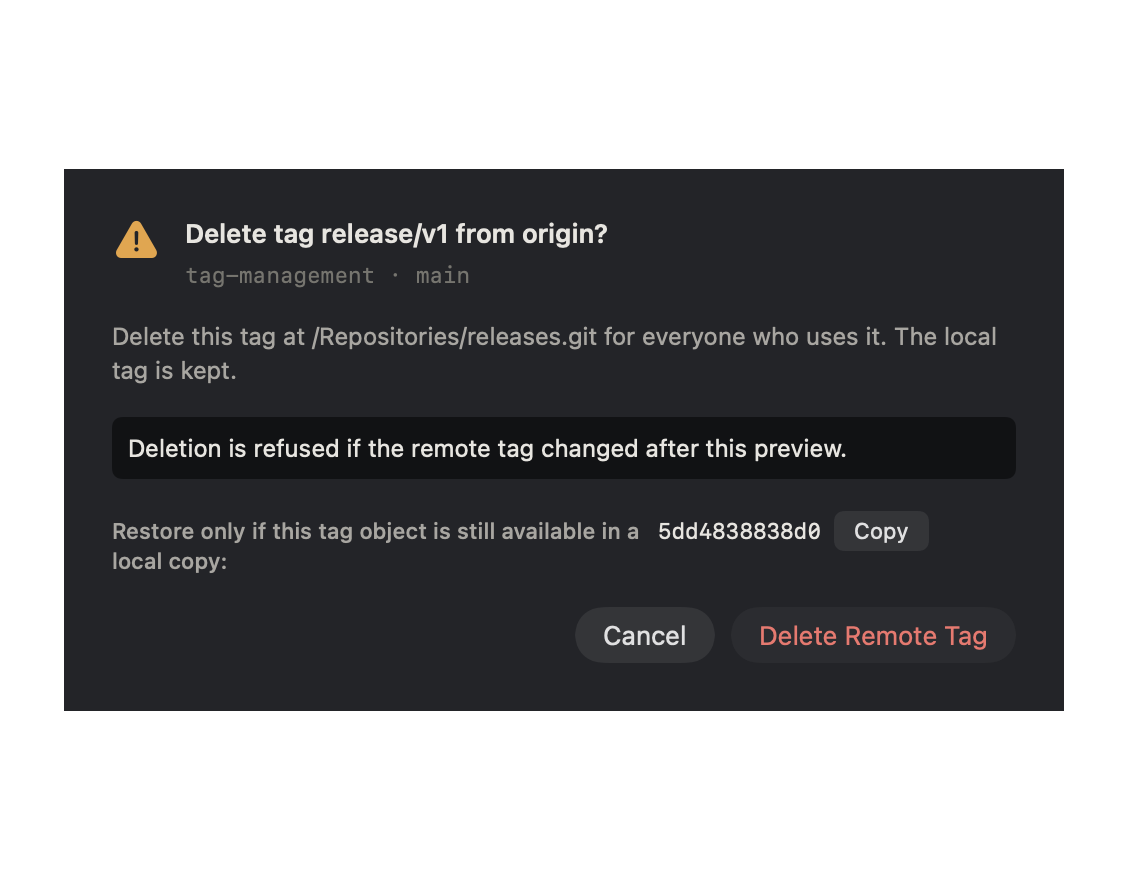 Delete tag release/v1 from origin?
tag-management · main
Delete this tag at /Repositories/releases.git for everyone who uses it. The local
tag is kept.
Deletion is refused if the remote tag changed after this preview.
Restore only if this tag object is still available in a 5dd4838838d0 Copy
local copy:
Cancel Delete Remote Tag